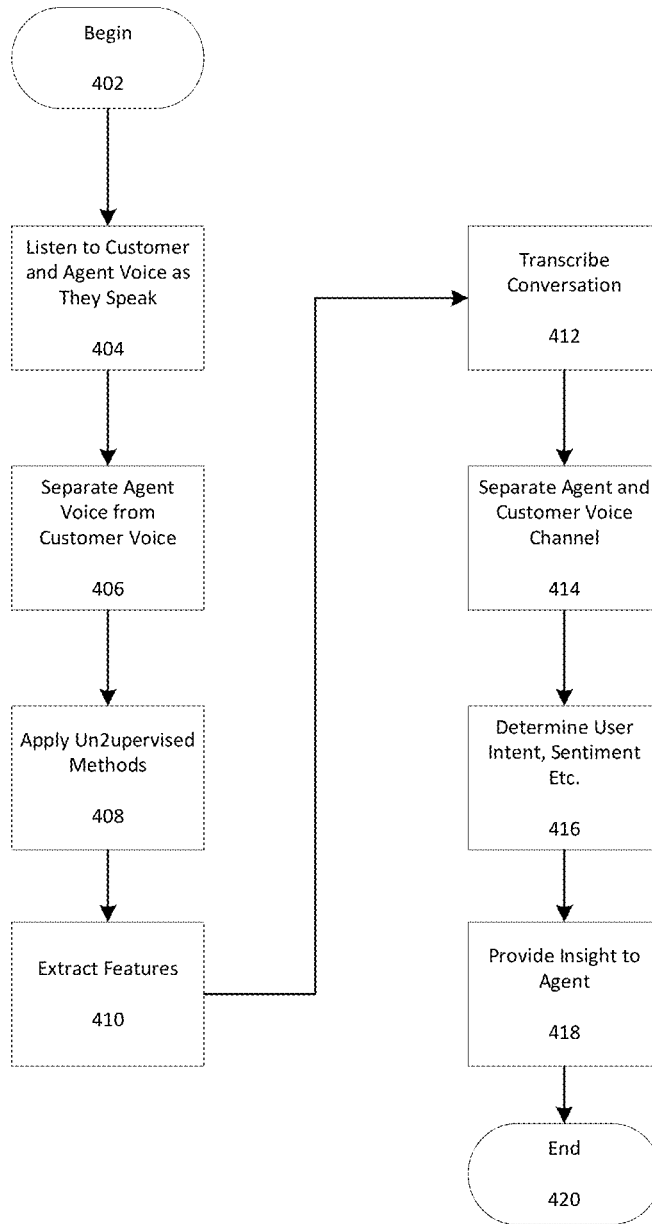 Begin
402
Listen to Customer
and Agent Voice as
They Speak
404
Separate Agent
Voice from
Customer Voice
406
Apply Un2upervised
Methods
408
Extract Features
410
Transcribe
Conversation
412
Separate Agent and
Customer Voice
Channel
414
Determine User
Intent, Sentiment
Etc.
416
Provide Insight to
Agent
418
End
420